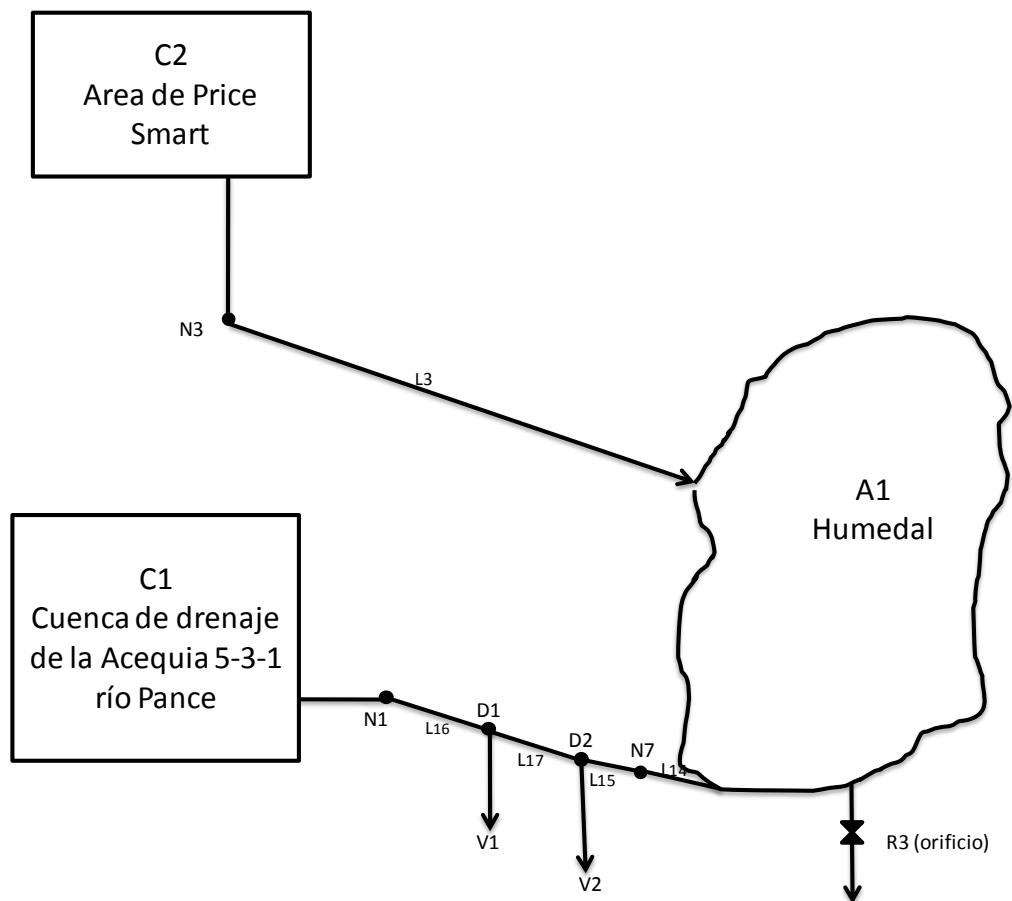 C2
Area de Price
Smart
N3
L3
A1
Humedal
C1
Cuenca de drenaje
de la Acequia 5-3-1
río Pance
N1
L16
D1
L17
D2
L15
N7
L14
V1
V2
R3 (orificio)